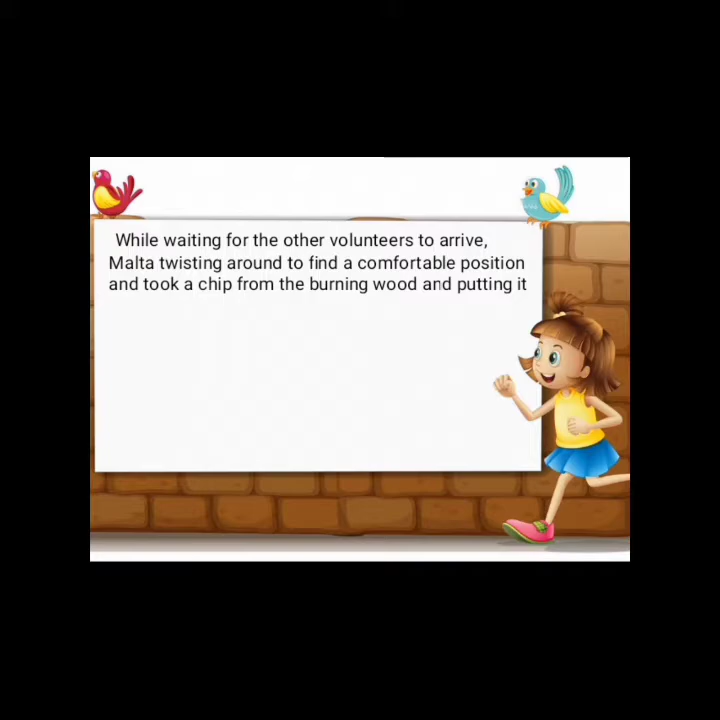 While waiting for the other volunteers to arrive,
Malta twisting around to find a comfortable position
and took a chip from the burning wood and putting it